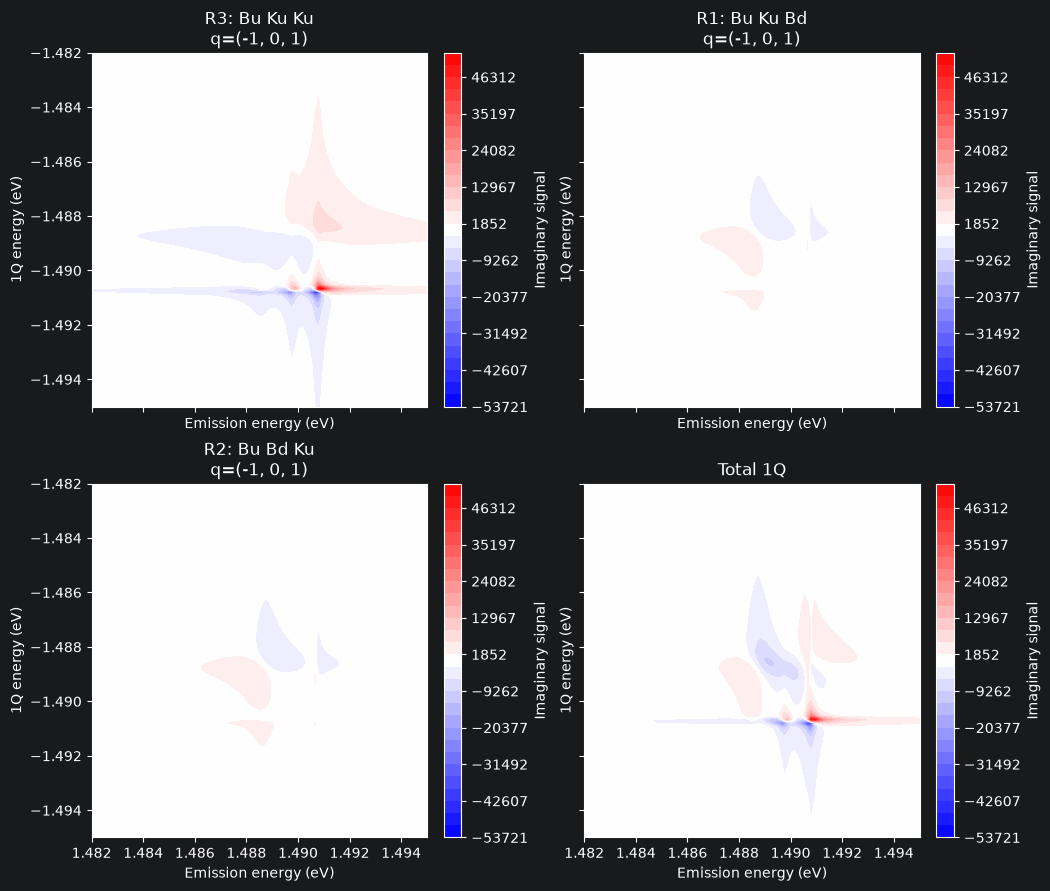 R3: Bu Ku Ku
q=(-1, 0, 1)
−1.482
−1.484
−1.486
−1.488
−1.490
−1.492
−1.494
1Q energy (eV)
Emission energy (eV)
46312
35197
24082
12967
1852
−9262
−20377
−31492
−42607
−53721
Imaginary signal
R1: Bu Ku Bd
q=(-1, 0, 1)
1Q energy (eV)
Emission energy (eV)
46312
35197
24082
12967
1852
−9262
−20377
−31492
−42607
−53721
Imaginary signal
R2: Bu Bd Ku
q=(-1, 0, 1)
−1.482
−1.484
−1.486
−1.488
−1.490
−1.492
−1.494
1Q energy (eV)
1.482 1.484 1.486 1.488 1.490 1.492 1.494
Emission energy (eV)
46312
35197
24082
12967
1852
−9262
−20377
−31492
−42607
−53721
Imaginary signal
Total 1Q
1Q energy (eV)
1.482 1.484 1.486 1.488 1.490 1.492 1.494
Emission energy (eV)
46312
35197
24082
12967
1852
−9262
−20377
−31492
−42607
−53721
Imaginary signal